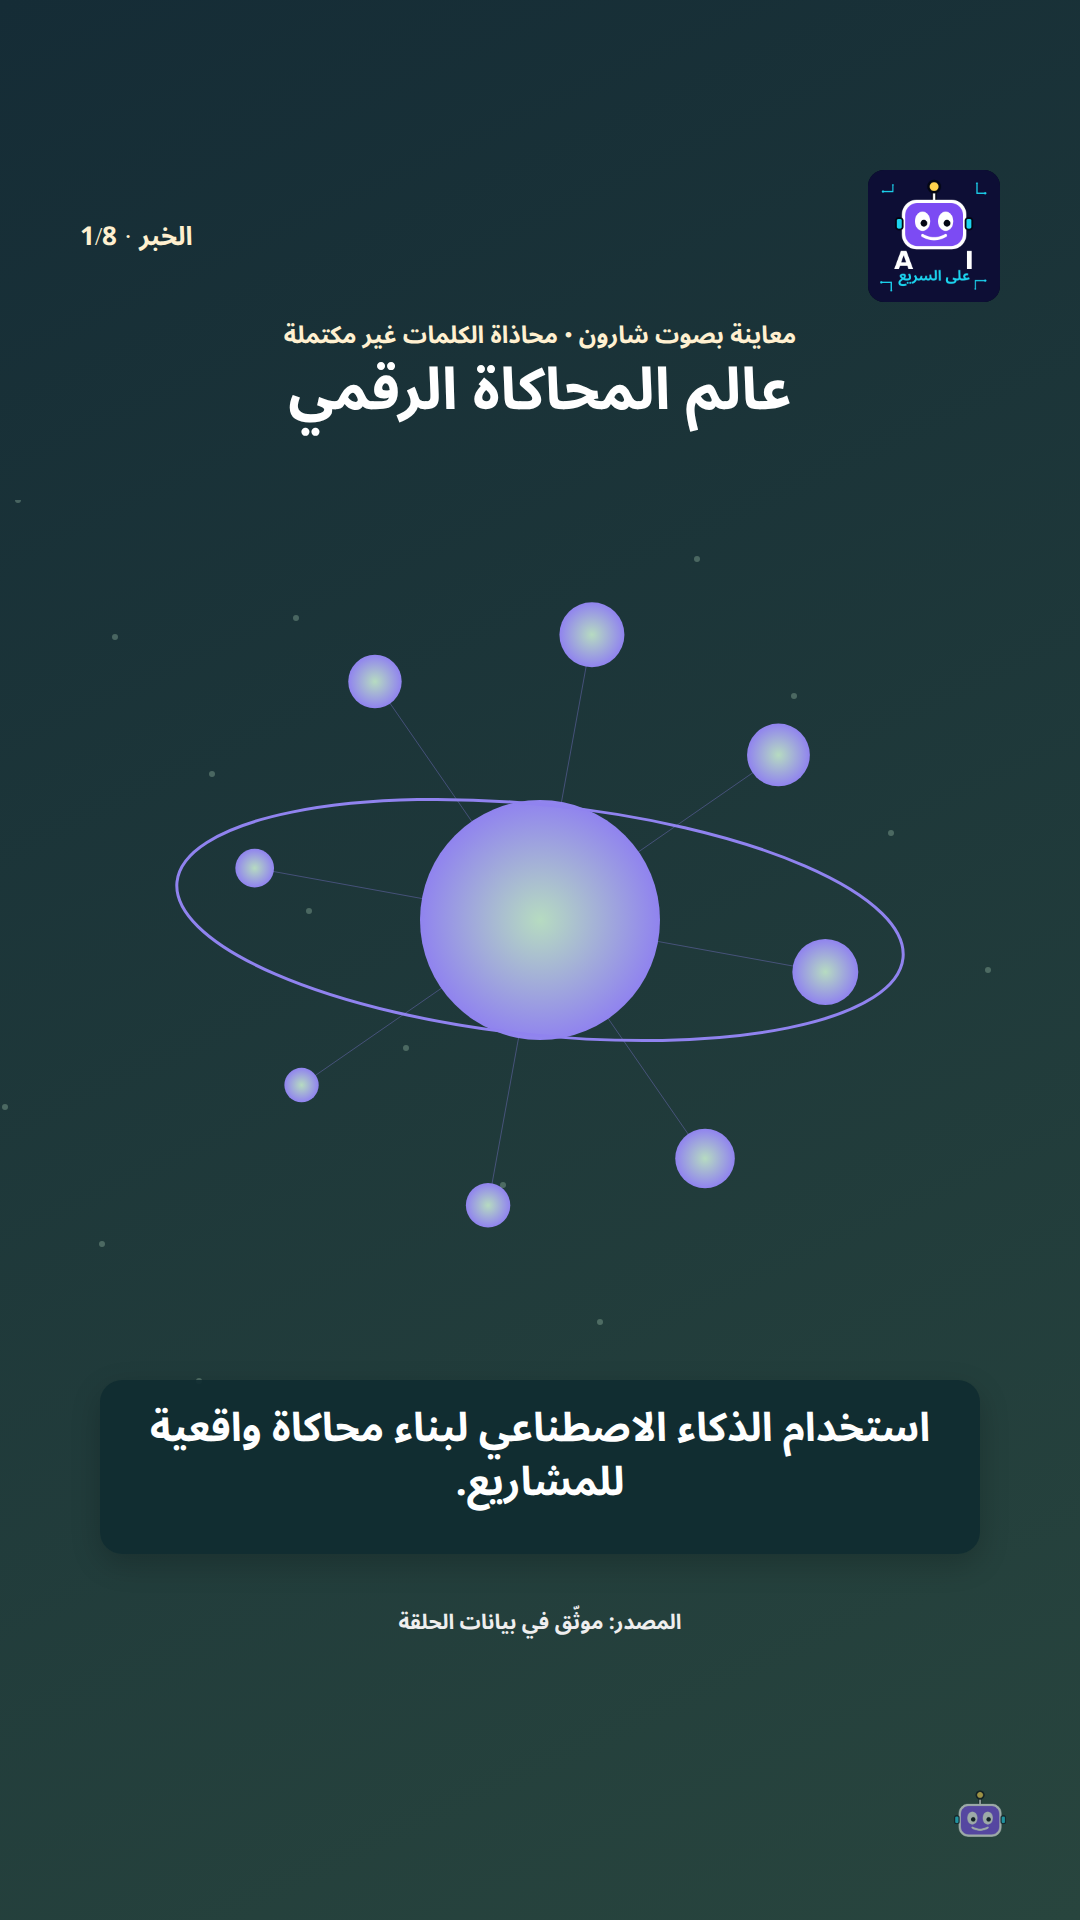 A I
على السريع
الخبر · 1/8
معاينة بصوت شارون • محاذاة الكلمات غير مكتملة
عالم المحاكاة الرقمي
استخدام الذكاء الاصطناعي لبناء محاكاة واقعية
للمشاريع.
المصدر: موثّق في بيانات الحلقة